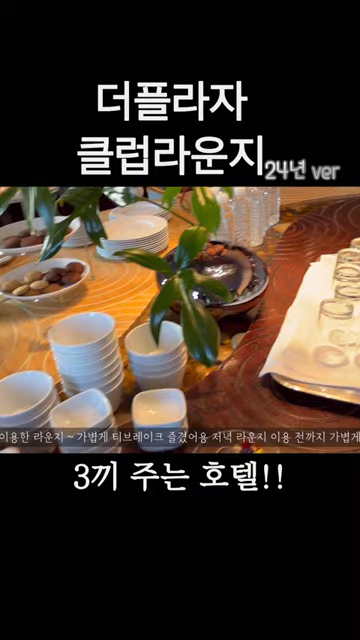 더플라자
클럽라운지
24년 ver
이용한 라운지 ~ 가볍게 티브레이크 즐겼어용 저녁 라운지 이용 전까지 가볍게
3끼 주는 호텔!!